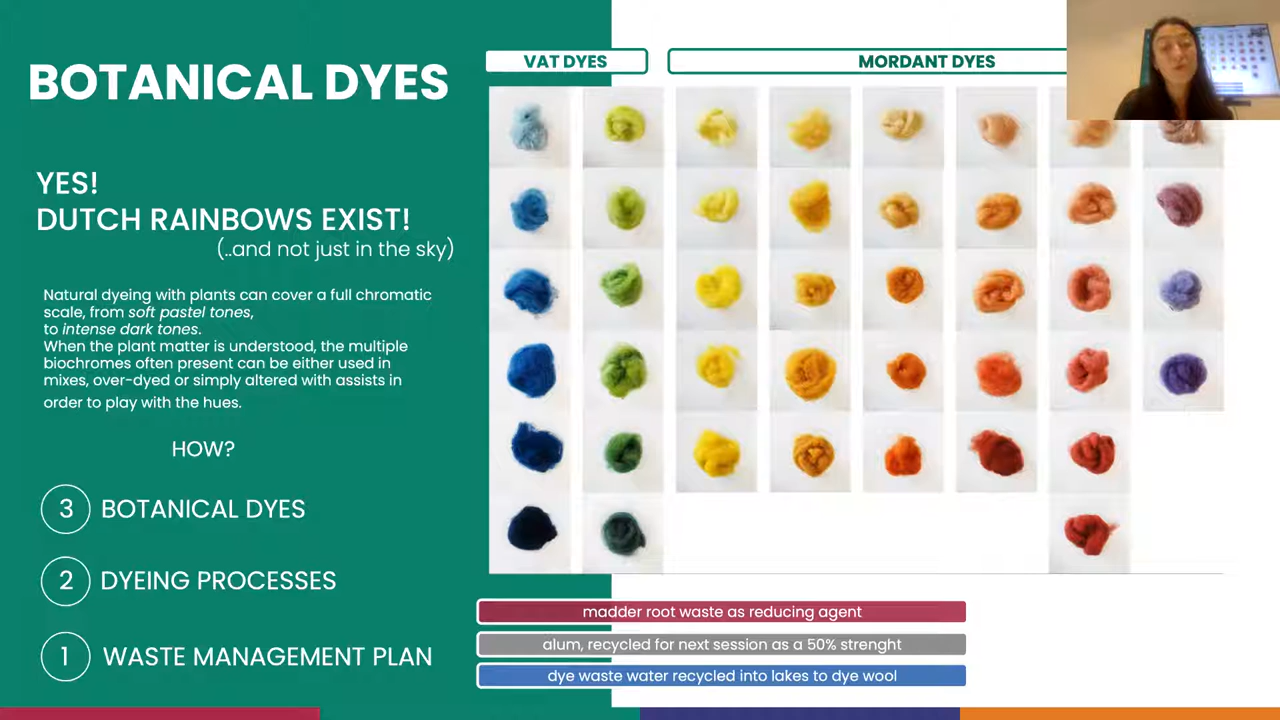 BOTANICAL DYES
YES!
DUTCH RAINBOWS EXIST!
(..and not just in the sky)
Natural dyeing with plants can cover a full chromatic
scale, from soft pastel tones,
to intense dark tones.
When the plant matter is understood, the multiple
biochromes often present can be either used in
mixes, over-dyed or simply altered with assists in
order to play with the hues.
HOW?
3 BOTANICAL DYES
2 DYEING PROCESSES
1 WASTE MANAGEMENT PLAN
VAT DYES
MORDANT DYES
madder root waste as reducing agent
alum, recycled for next session as a 50% strenght
dye waste water recycled into lakes to dye wool